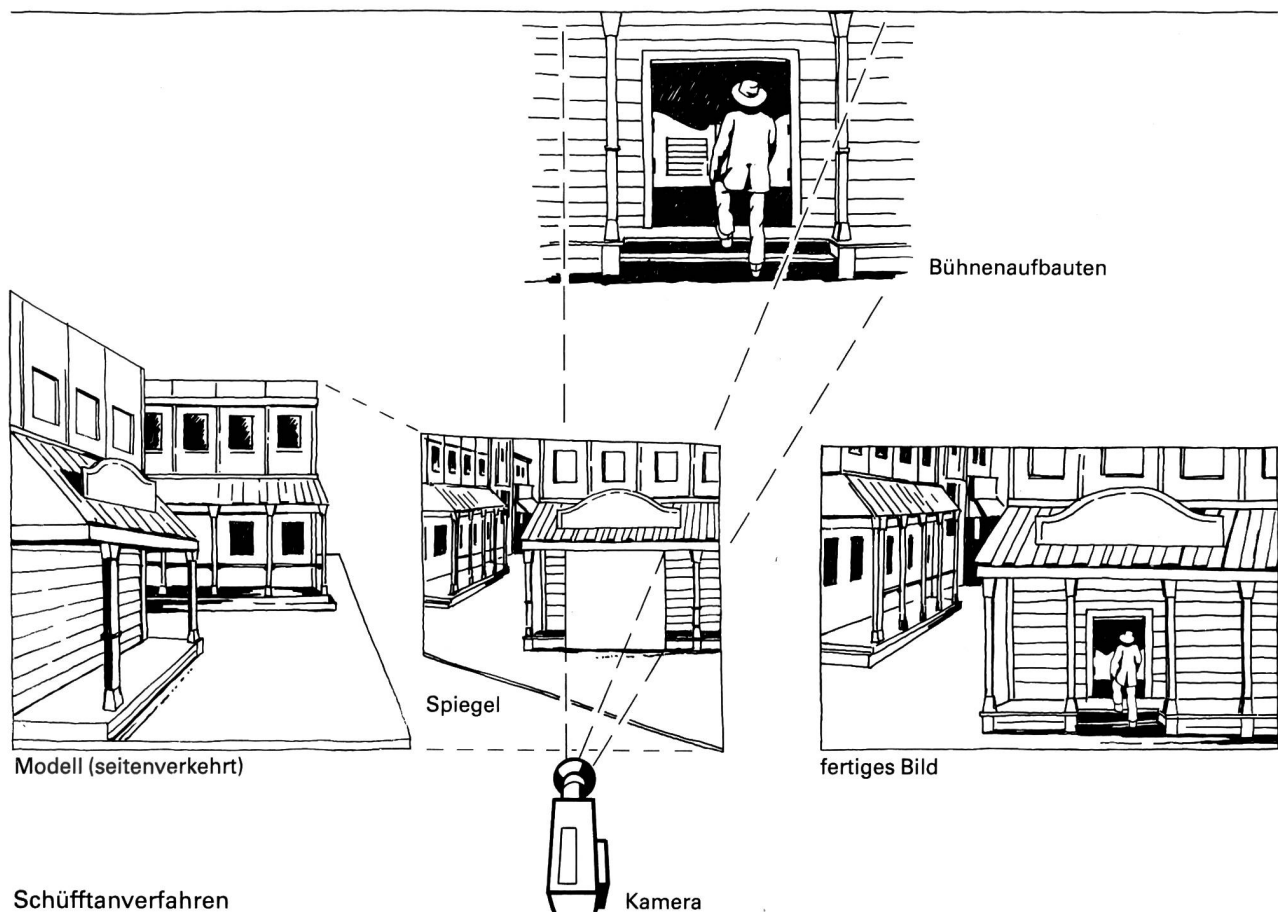 Bühnenaufbauten
Spiegel
Modell (seitenverkehrt)
fertiges Bild
Schüfftanverfahren
Kamera